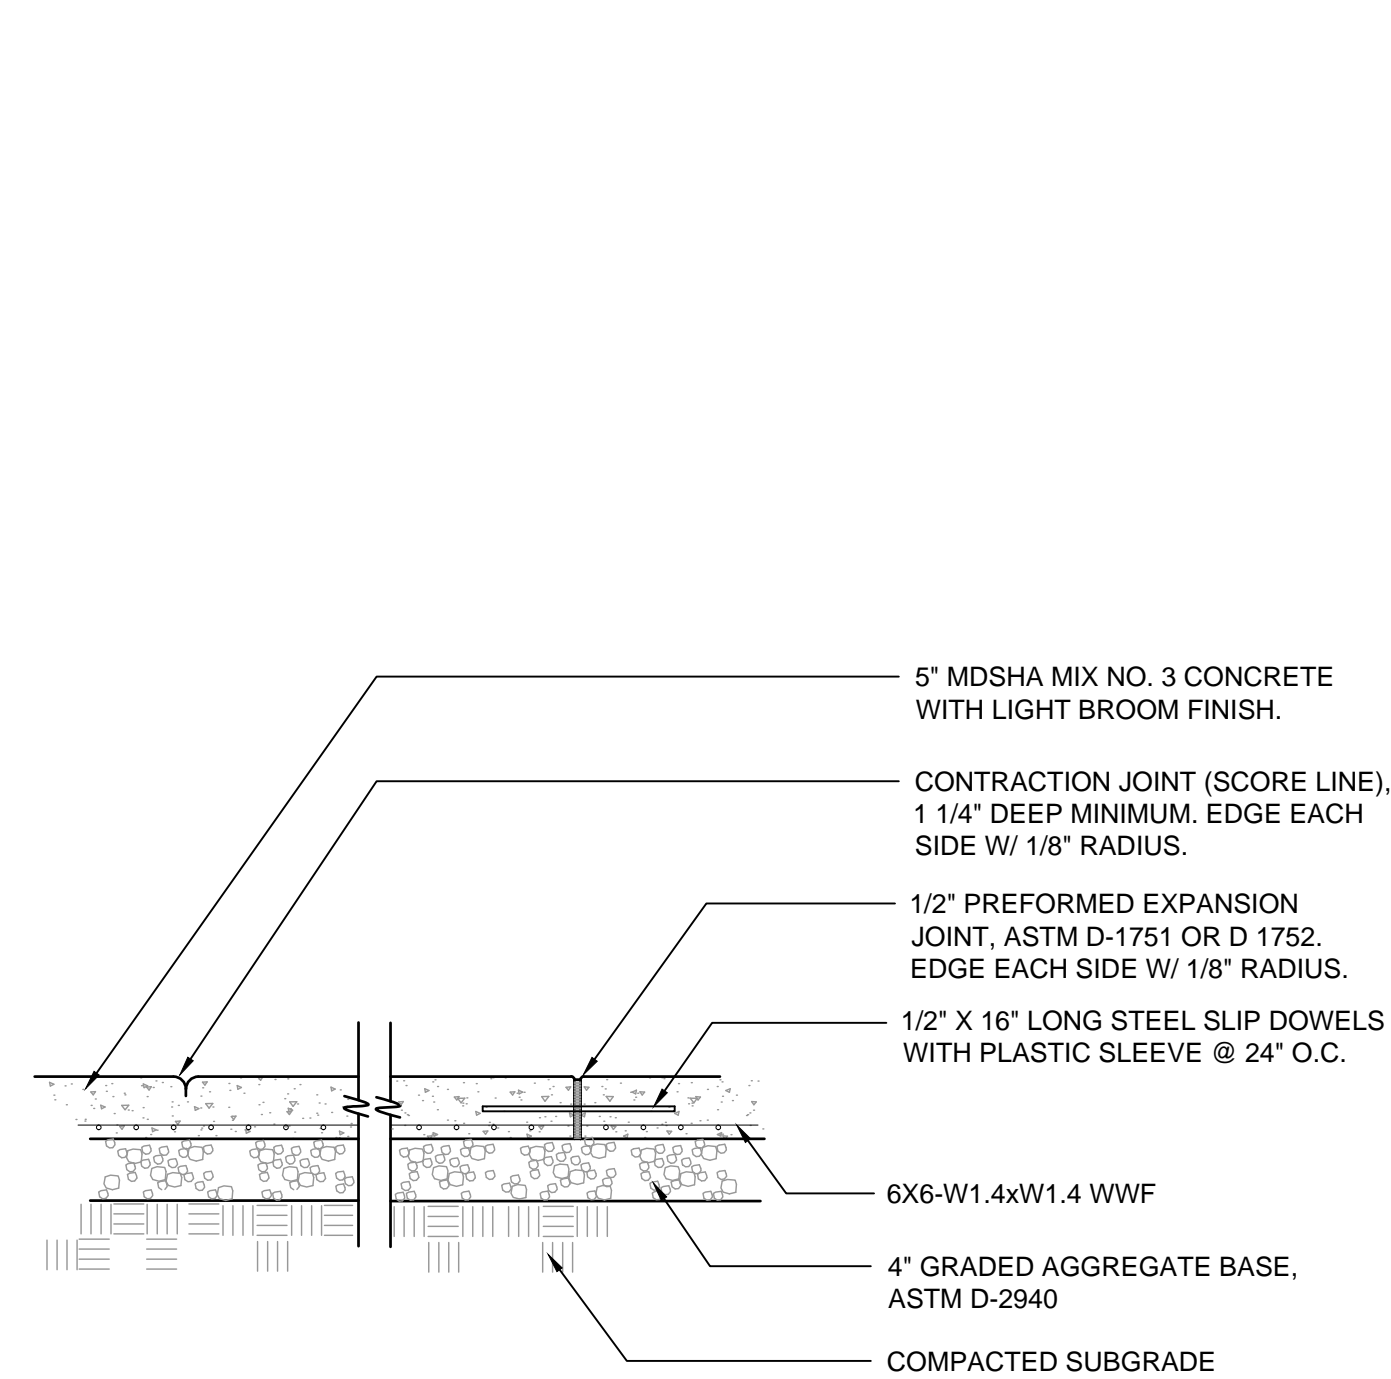 5" MDSHA MIX NO. 3 CONCRETE
WITH LIGHT BROOM FINISH.
CONTRACTION JOINT (SCORE LINE),
1 1/4" DEEP MINIMUM. EDGE EACH
SIDE W/ 1/8" RADIUS.
1/2" PREFORMED EXPANSION
JOINT, ASTM D-1751 OR D 1752.
EDGE EACH SIDE W/ 1/8" RADIUS.
1/2" X 16" LONG STEEL SLIP DOWELS
WITH PLASTIC SLEEVE @ 24" O.C.
6X6-W1.4xW1.4 WWF
4" GRADED AGGREGATE BASE,
ASTM D-2940
COMPACTED SUBGRADE